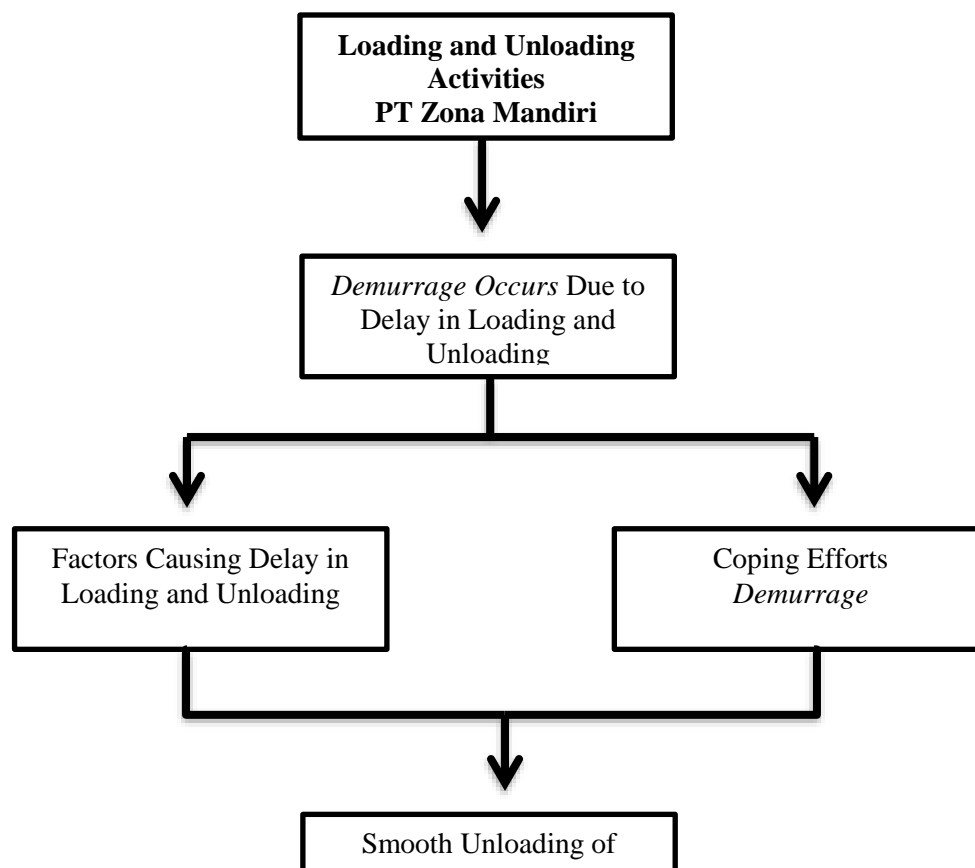 Loading and Unloading
Activities
PT Zona Mandiri
Demurrage Occurs Due to
Delay in Loading and
Unloading
Factors Causing Delay in
Loading and Unloading
Coping Efforts
Demurrage
Smooth Unloading of